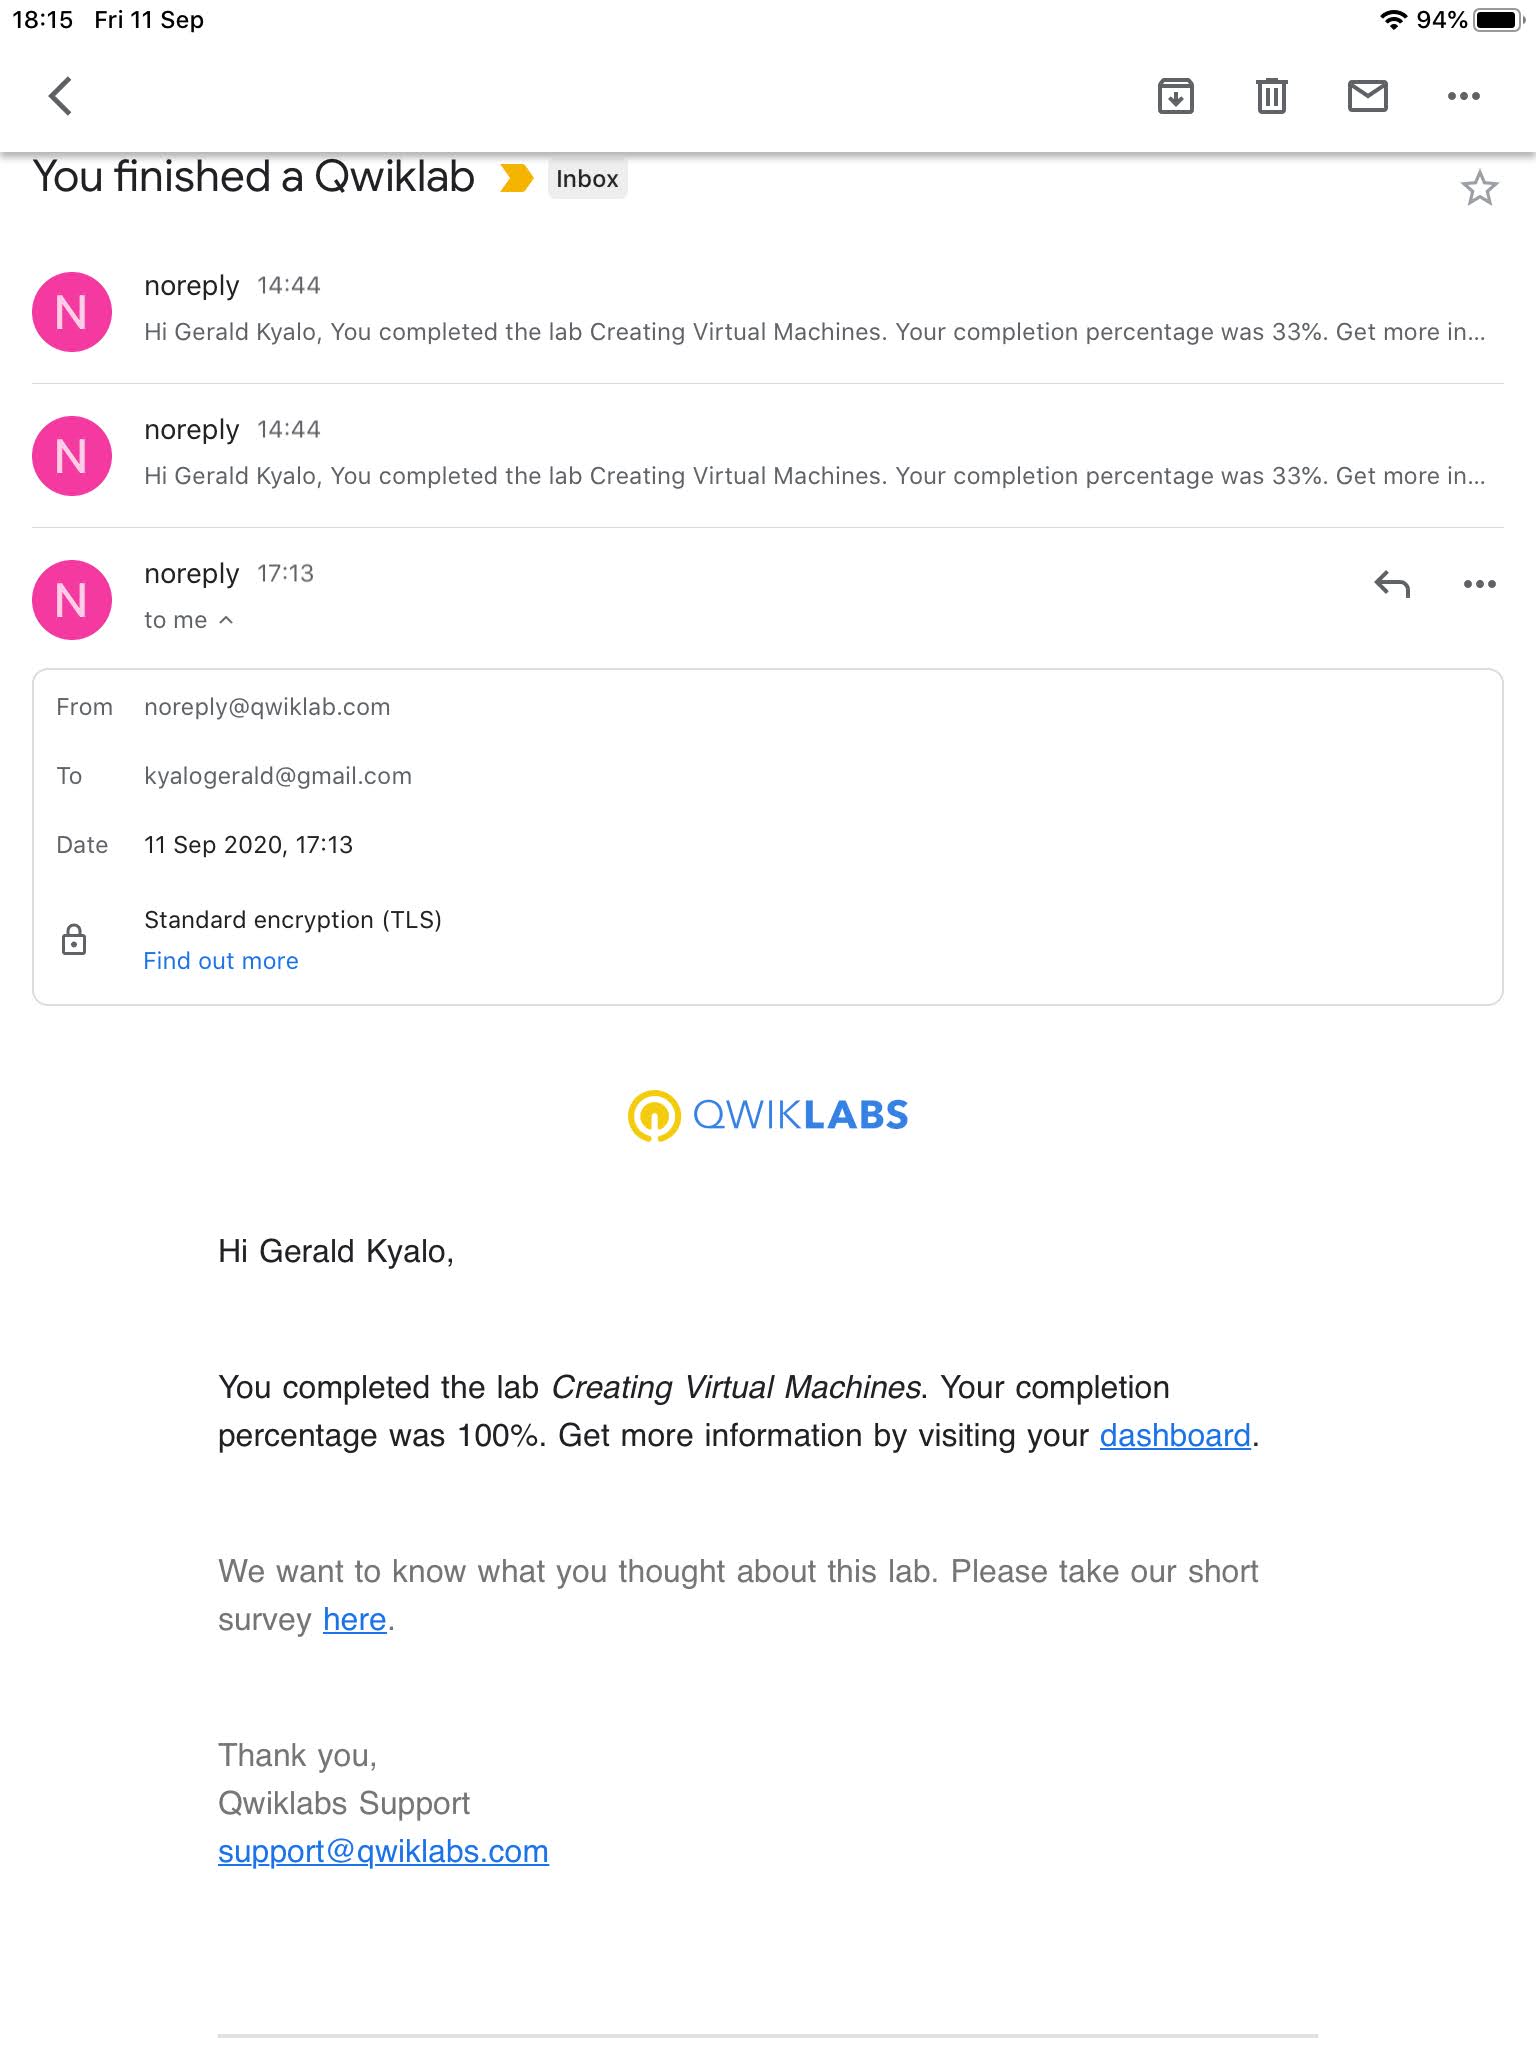 18:15 Fri 11 Sep 94%
You finished a Qwiklab Inbox
N noreply 14:44
Hi Gerald Kyalo, You completed the lab Creating Virtual Machines. Your completion percentage was 33%. Get more in...
N noreply 14:44
Hi Gerald Kyalo, You completed the lab Creating Virtual Machines. Your completion percentage was 33%. Get more in...
N noreply 17:13
to me
From noreply@qwiklab.com
To kyalogerald@gmail.com
Date 11 Sep 2020, 17:13
Standard encryption (TLS)
Find out more
QWIKLABS
Hi Gerald Kyalo,
You completed the lab Creating Virtual Machines. Your completion
percentage was 100%. Get more information by visiting your dashboard.
We want to know what you thought about this lab. Please take our short
survey here.
Thank you,
Qwiklabs Support
support@qwiklabs.com